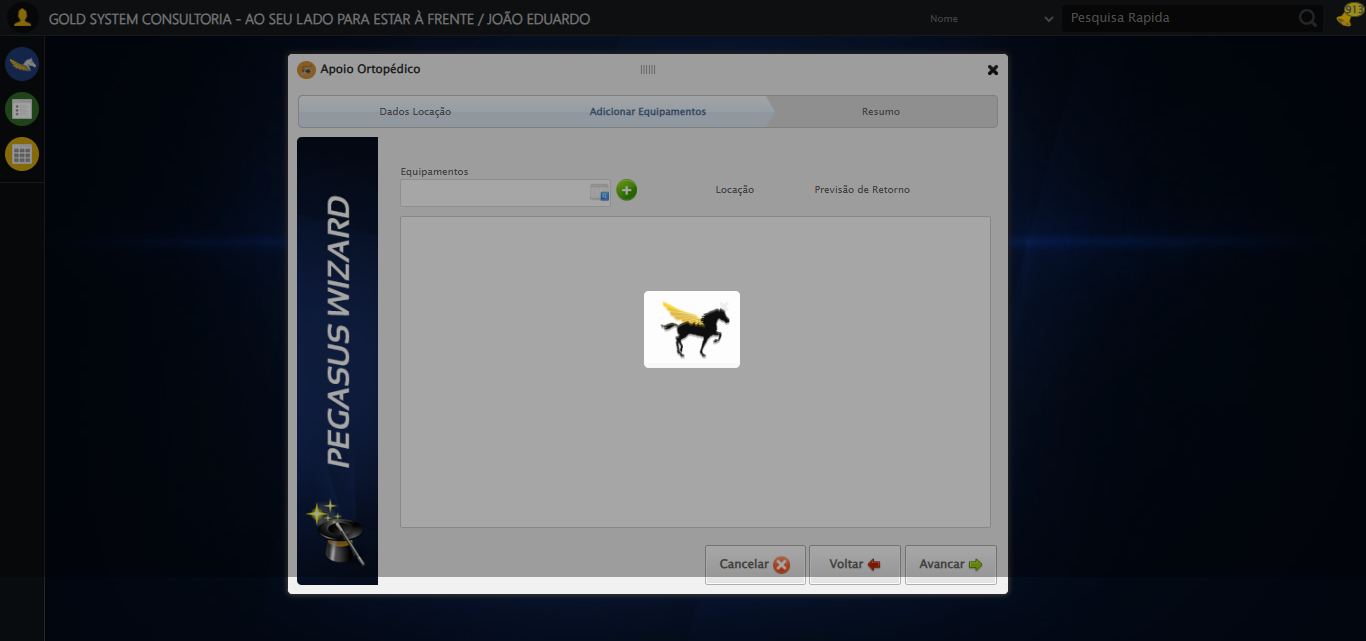 GOLD SYSTEM CONSULTORIA - AO SEU LADO PARA ESTAR À FRENTE / JOÃO EDUARDO
Nome
Pesquisa Rapida
913
Apoio Ortopédico
Dados Locação
Adicionar Equipamentos
Resumo
Equipamentos
Locação
Previsão de Retorno
PEGASUS WIZARD
Cancelar
Voltar
Avancar